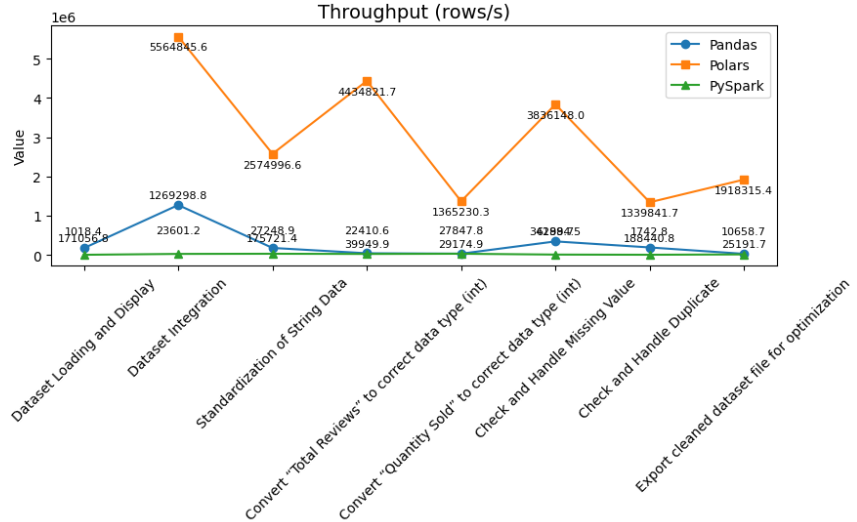 Throughput (rows/s)
1e6
Pandas
Polars
PySpark
Value
5
4
3
2
1
0
5564845.6
4434821.7
3836148.0
2574996.6
1918315.4
1365230.3
1339841.7
1269298.8
1018.4
171056.8
23601.2
27248.9
175721.4
22410.6
39949.9
27847.8
29174.9
1742.8
188440.8
10658.7
25191.7
Dataset Loading and Display
Dataset Integration
Standardization of String Data
Convert “Total Reviews” to correct data type (int)
Convert “Quantity Sold” to correct data type (int)
Check and Handle Missing Value
Check and Handle Duplicate
Export cleaned dataset file for optimization